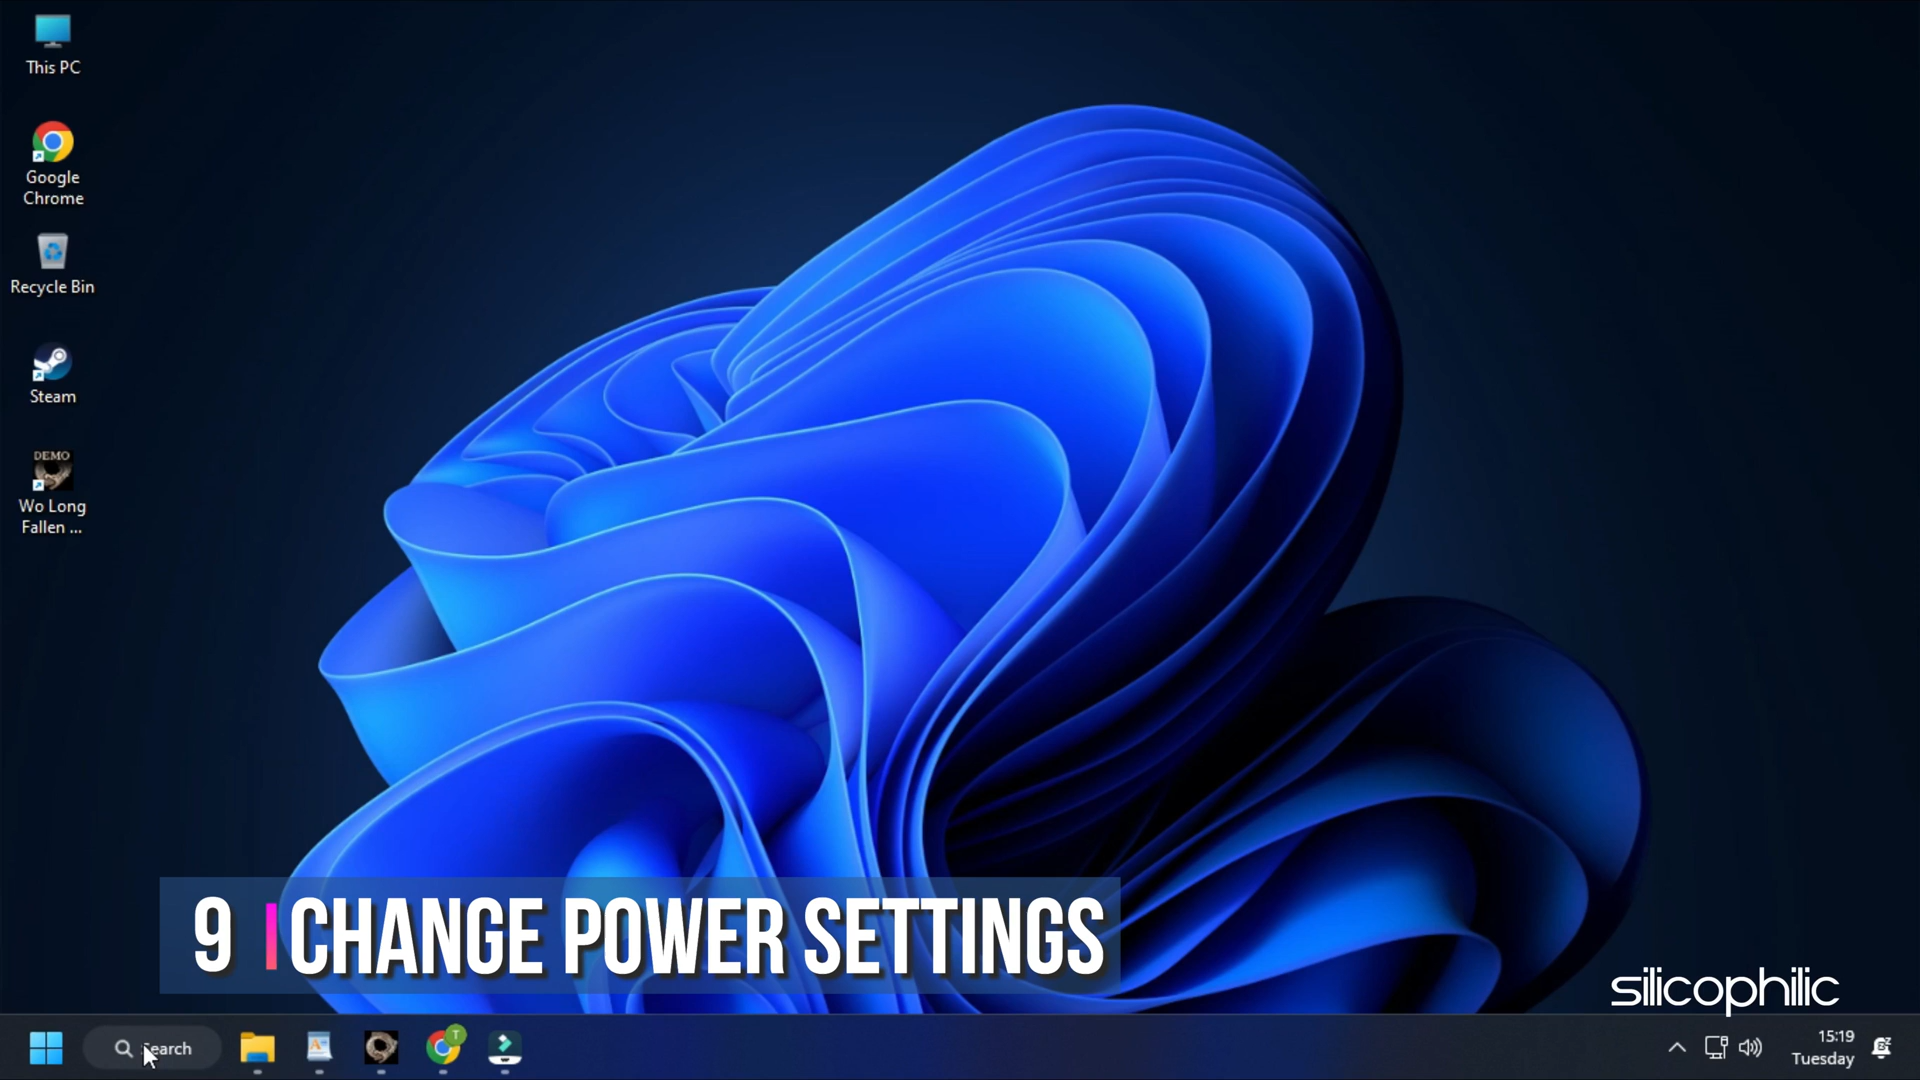 This PC
Google
Chrome
Recycle Bin
Steam
DEMO
Wo Long
Fallen ...
9 CHANGE POWER SETTINGS
silicophilic
Search
T
15:19
Tuesday